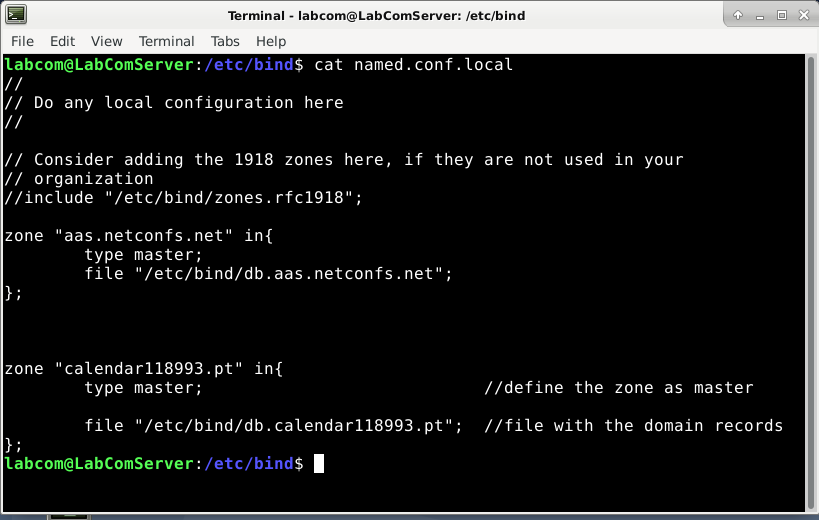 Terminal - labcom@LabComServer: /etc/bind
File Edit View Terminal Tabs Help
labcom@LabComServer:/etc/bind$ cat named.conf.local
//
// Do any local configuration here
//
// Consider adding the 1918 zones here, if they are not used in your
// organization
//include "/etc/bind/zones.rfc1918";
zone "aas.netconfs.net" in{
        type master;
        file "/etc/bind/db.aas.netconfs.net";
};
zone "calendar118993.pt" in{
        type master;                            //define the zone as master
        file "/etc/bind/db.calendar118993.pt";  //file with the domain records
};
labcom@LabComServer:/etc/bind$